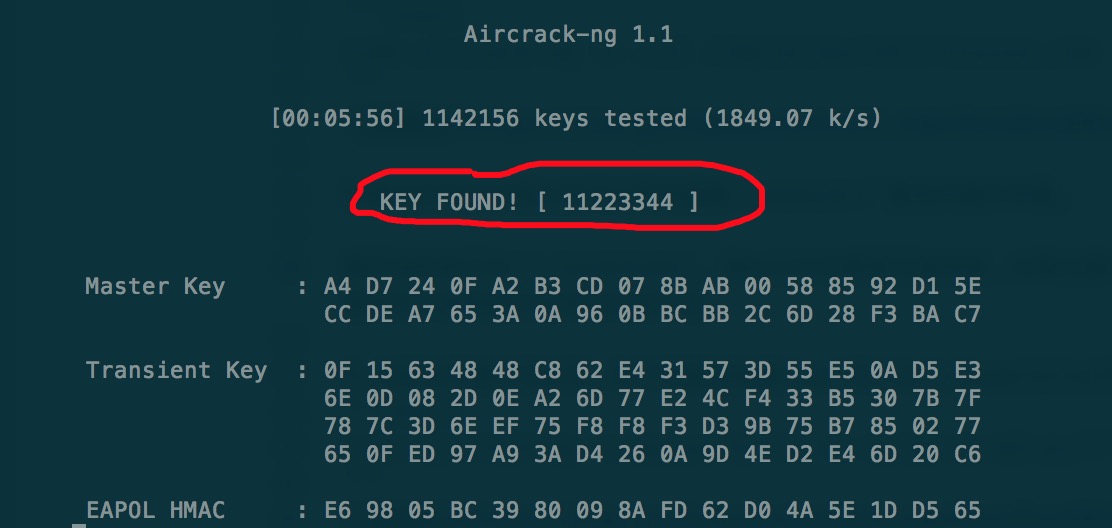 Aircrack-ng 1.1
[00:05:56] 1142156 keys tested (1849.07 k/s)
KEY FOUND! [ 11223344 ]
Master Key : A4 D7 24 0F A2 B3 CD 07 8B AB 00 58 85 92 D1 5E
CC DE A7 65 3A 0A 96 0B BC BB 2C 6D 28 F3 BA C7
Transient Key : 0F 15 63 48 48 C8 62 E4 31 57 3D 55 E5 0A D5 E3
6E 0D 08 2D 0E A2 6D 77 E2 4C F4 33 B5 30 7B 7F
78 7C 3D 6E EF 75 F8 F8 F3 D3 9B 75 B7 85 02 77
65 0F ED 97 A9 3A D4 26 0A 9D 4E D2 E4 6D 20 C6
EAPOL HMAC : E6 98 05 BC 39 80 09 8A FD 62 D0 4A 5E 1D D5 65